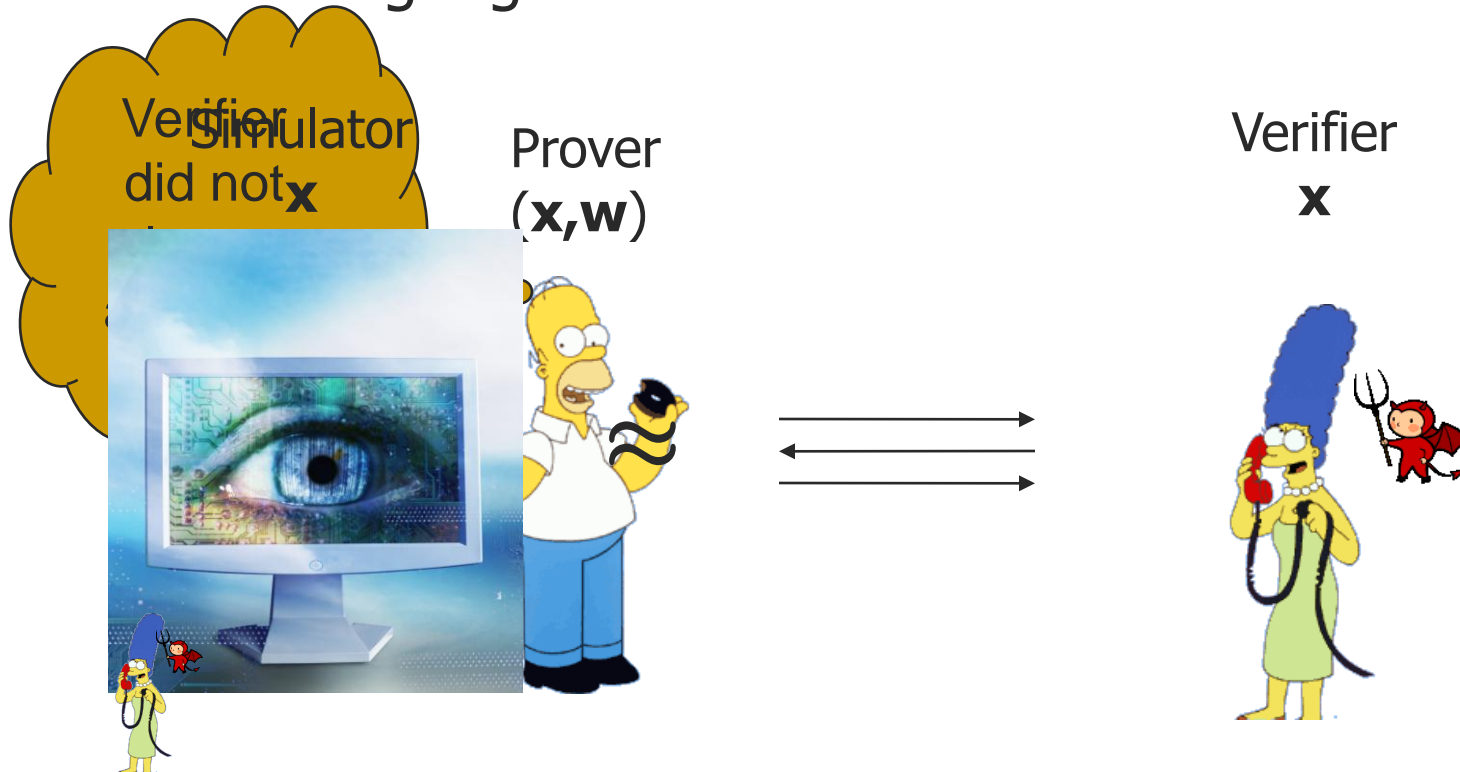 Verifier
did not
Simulator
x
Prover
(x,w)
Verifier
x
≈